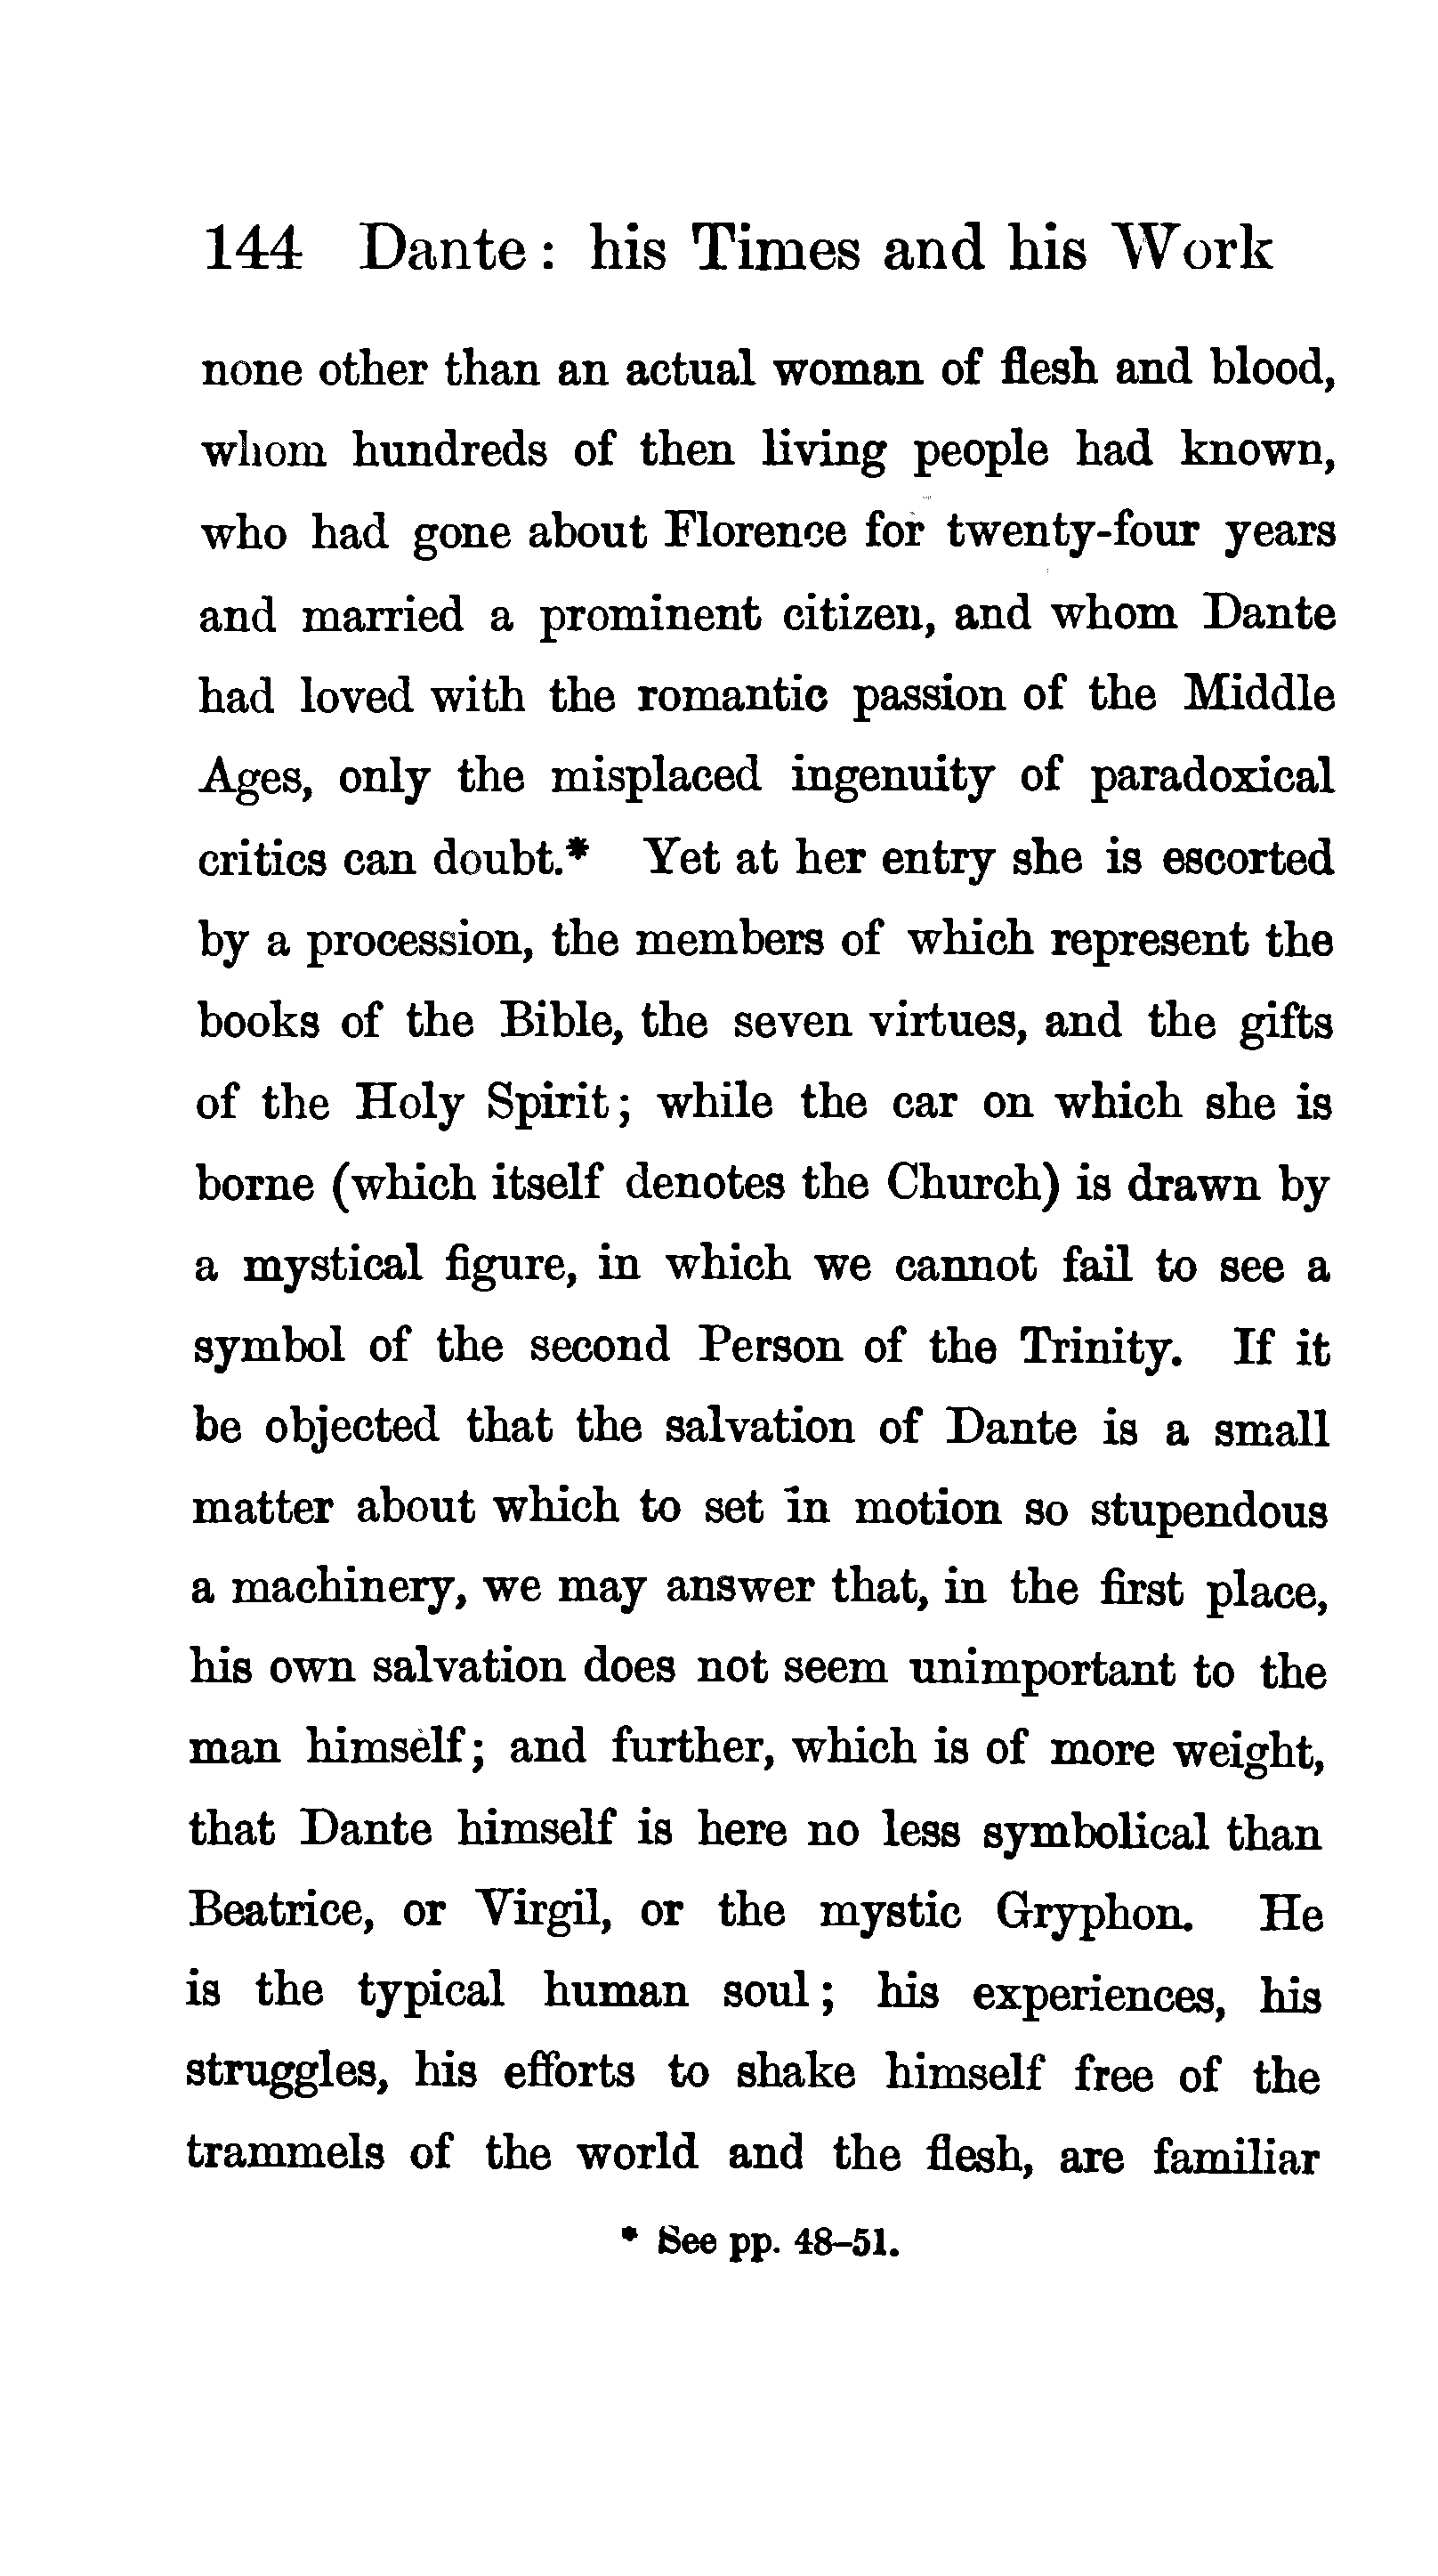 144 Dante: his Times and his Work
none other than an actual woman of flesh and blood,
whom hundreds of then living people had known,
who had gone about Florence for twenty-four years
and married a prominent citizen, and whom Dante
had loved with the romantic passion of the Middle
Ages, only the misplaced ingenuity of paradoxical
critics can doubt.* Yet at her entry she is escorted
by a procession, the members of which represent the
books of the Bible, the seven virtues, and the gifts
of the Holy Spirit; while the car on which she is
borne (which itself denotes the Church) is drawn by
a mystical figure, in which we cannot fail to see a
symbol of the second Person of the Trinity. If it
be objected that the salvation of Dante is a small
matter about which to set in motion so stupendous
a machinery, we may answer that, in the first place,
his own salvation does not seem unimportant to the
man himself; and further, which is of more weight,
that Dante himself is here no less symbolical than
Beatrice, or Virgil, or the mystic Gryphon. He
is the typical human soul; his experiences, his
struggles, his efforts to shake himself free of the
trammels of the world and the flesh, are familiar
* See pp. 48–51.